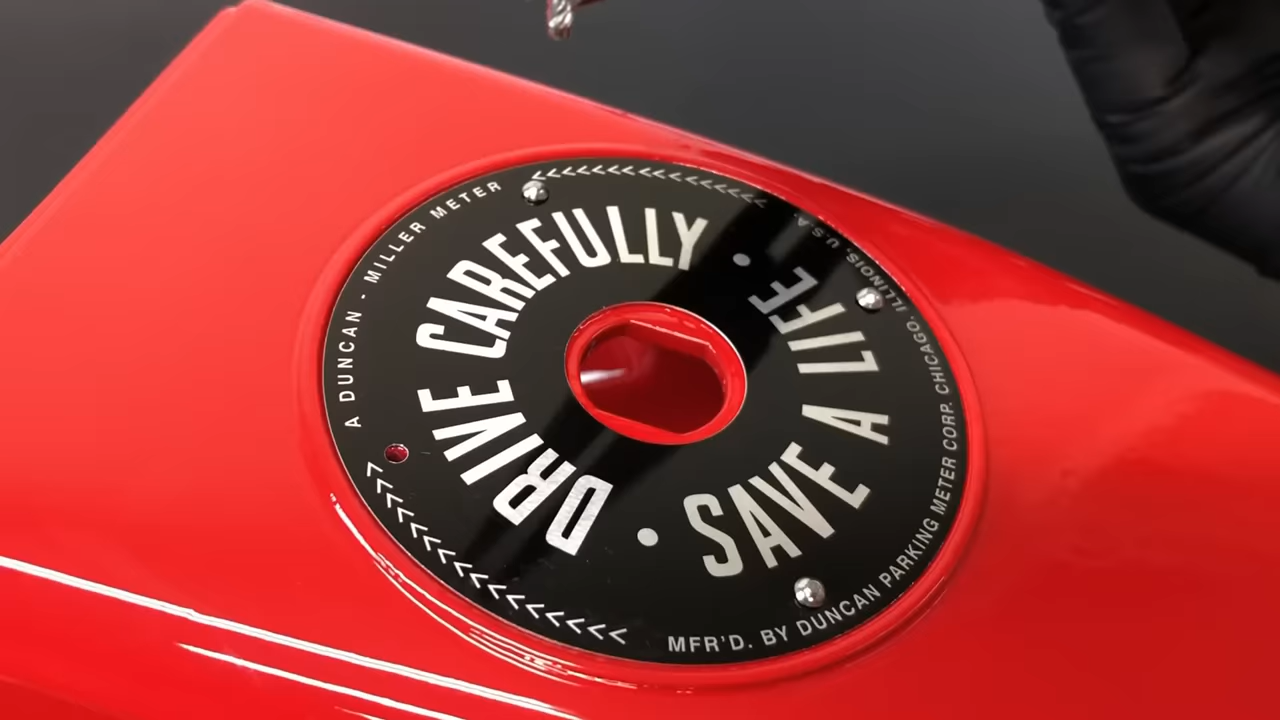 A DUNCAN - MILLER METER
DRIVE CAREFULLY •
SAVE A LIFE •
MFR'D. BY DUNCAN PARKING METER CORP. CHICAGO, ILLINOIS, U.S.A.